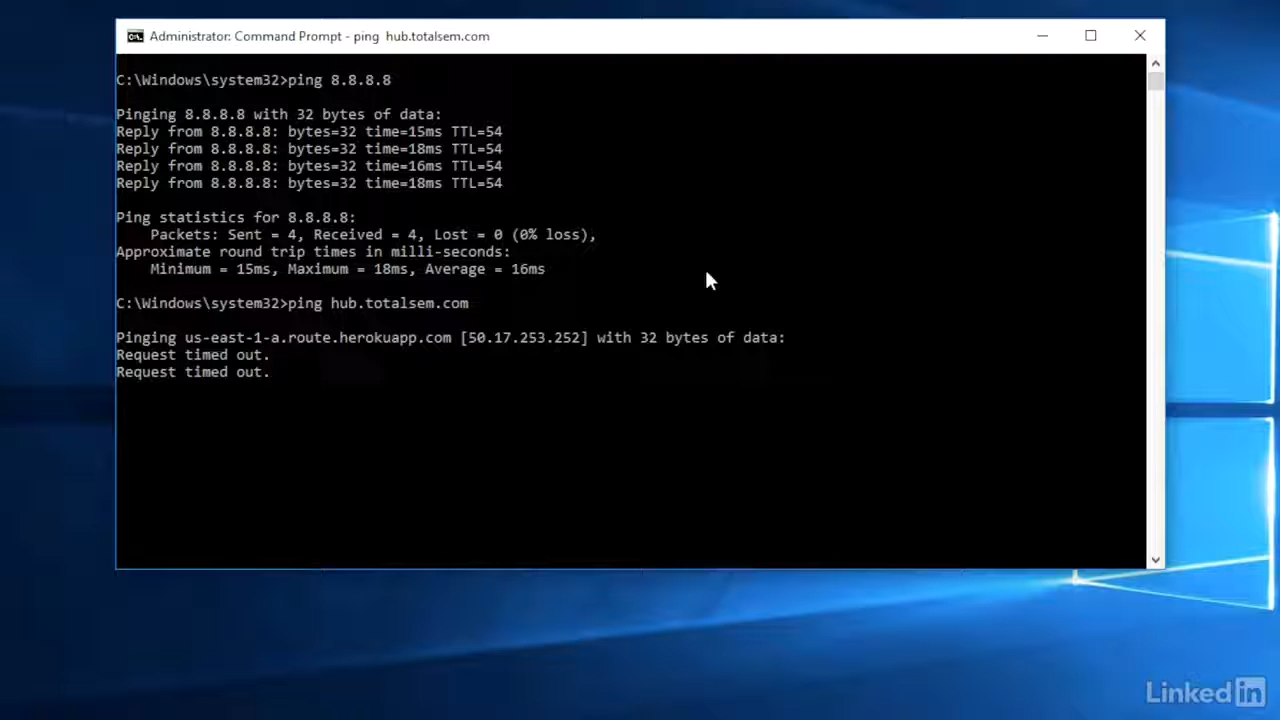 Administrator: Command Prompt - ping  hub.totalsem.com
C:\Windows\system32>ping 8.8.8.8
Pinging 8.8.8.8 with 32 bytes of data:
Reply from 8.8.8.8: bytes=32 time=15ms TTL=54
Reply from 8.8.8.8: bytes=32 time=18ms TTL=54
Reply from 8.8.8.8: bytes=32 time=16ms TTL=54
Reply from 8.8.8.8: bytes=32 time=18ms TTL=54
Ping statistics for 8.8.8.8:
    Packets: Sent = 4, Received = 4, Lost = 0 (0% loss),
Approximate round trip times in milli-seconds:
    Minimum = 15ms, Maximum = 18ms, Average = 16ms
C:\Windows\system32>ping hub.totalsem.com
Pinging us-east-1-a.route.herokuapp.com [50.17.253.252] with 32 bytes of data:
Request timed out.
Request timed out.
Linked in